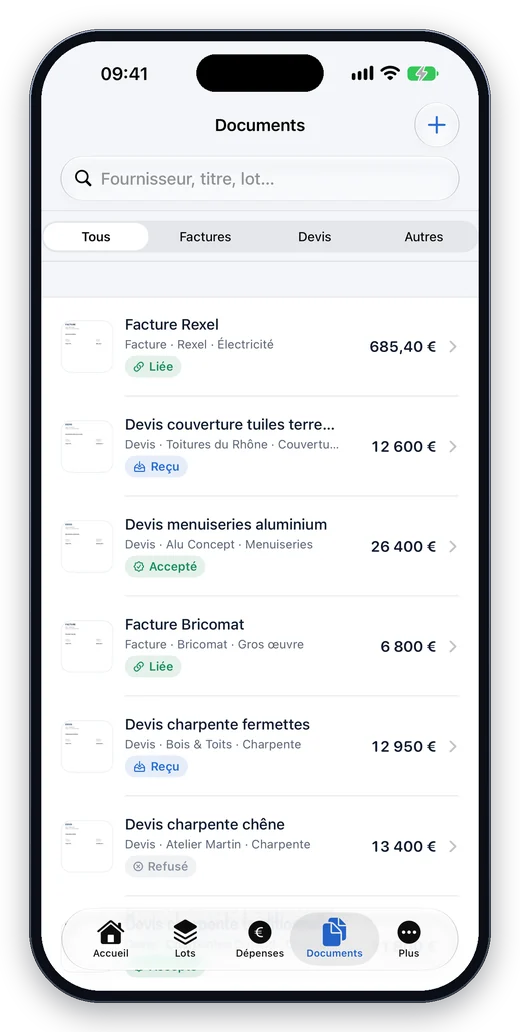 09:41
Documents
Fournisseur, titre, lot...
Tous
Factures
Devis
Autres
Facture Rexel
Facture · Rexel · Électricité
685,40 €
Liée
Devis couverture tuiles terre...
Devis · Toitures du Rhône · Couvertu...
12 600 €
Reçu
Devis menuiseries aluminium
Devis · Alu Concept · Menuiseries
26 400 €
Accepté
Facture Bricomat
Facture · Bricomat · Gros œuvre
6 800 €
Liée
Devis charpente fermettes
Devis · Bois & Toits · Charpente
12 950 €
Reçu
Devis charpente chêne
Devis · Atelier Martin · Charpente
13 400 €
Refusé
Accueil
Lots
Dépenses
Documents
Plus